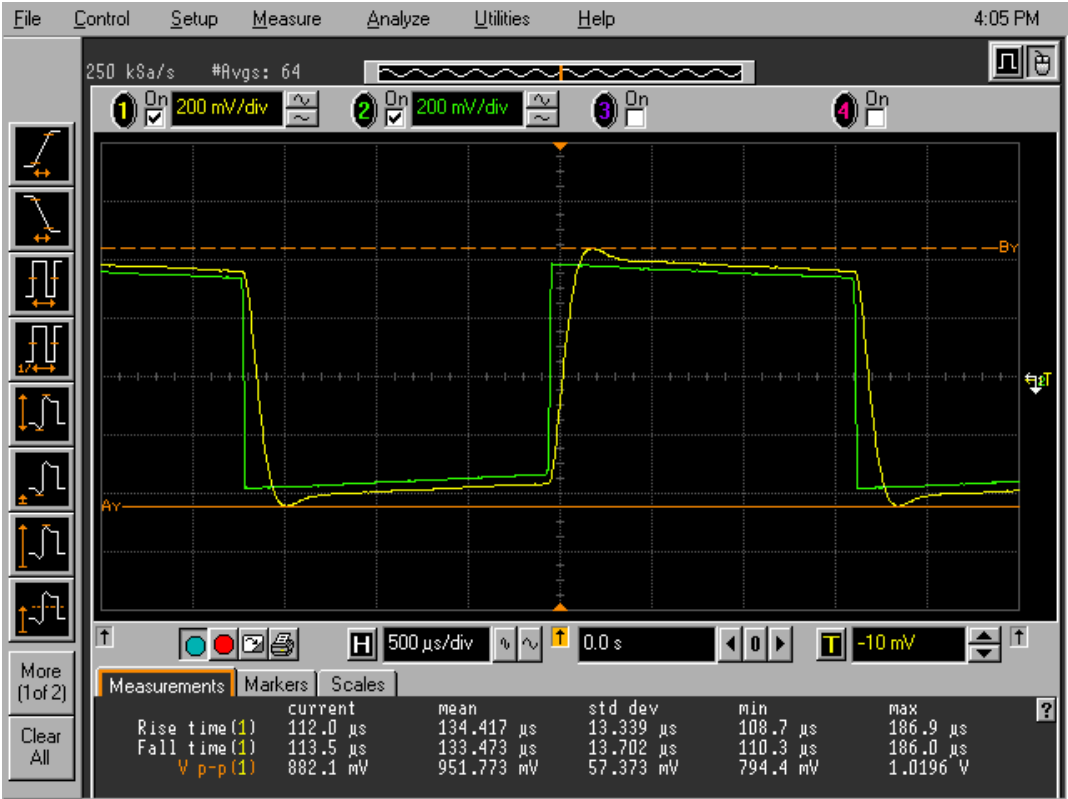 File Control Setup Measure Analyze Utilities Help 4:05 PM
250 kSa/s #Avgs: 64
1 On 200 mV/div 2 On 200 mV/div 3 On 4 On
By
T
Ay
1/
H 500 µs/div 0.0 s 0 T -10 mV
More
(1 of 2)
Clear
All
Measurements Markers Scales
current mean std dev min max ?
Rise time(1) 112.0 µs 134.417 µs 13.339 µs 108.7 µs 186.9 µs
Fall time(1) 113.5 µs 133.473 µs 13.702 µs 110.3 µs 186.0 µs
V p-p(1) 882.1 mV 951.773 mV 57.373 mV 794.4 mV 1.0196 V